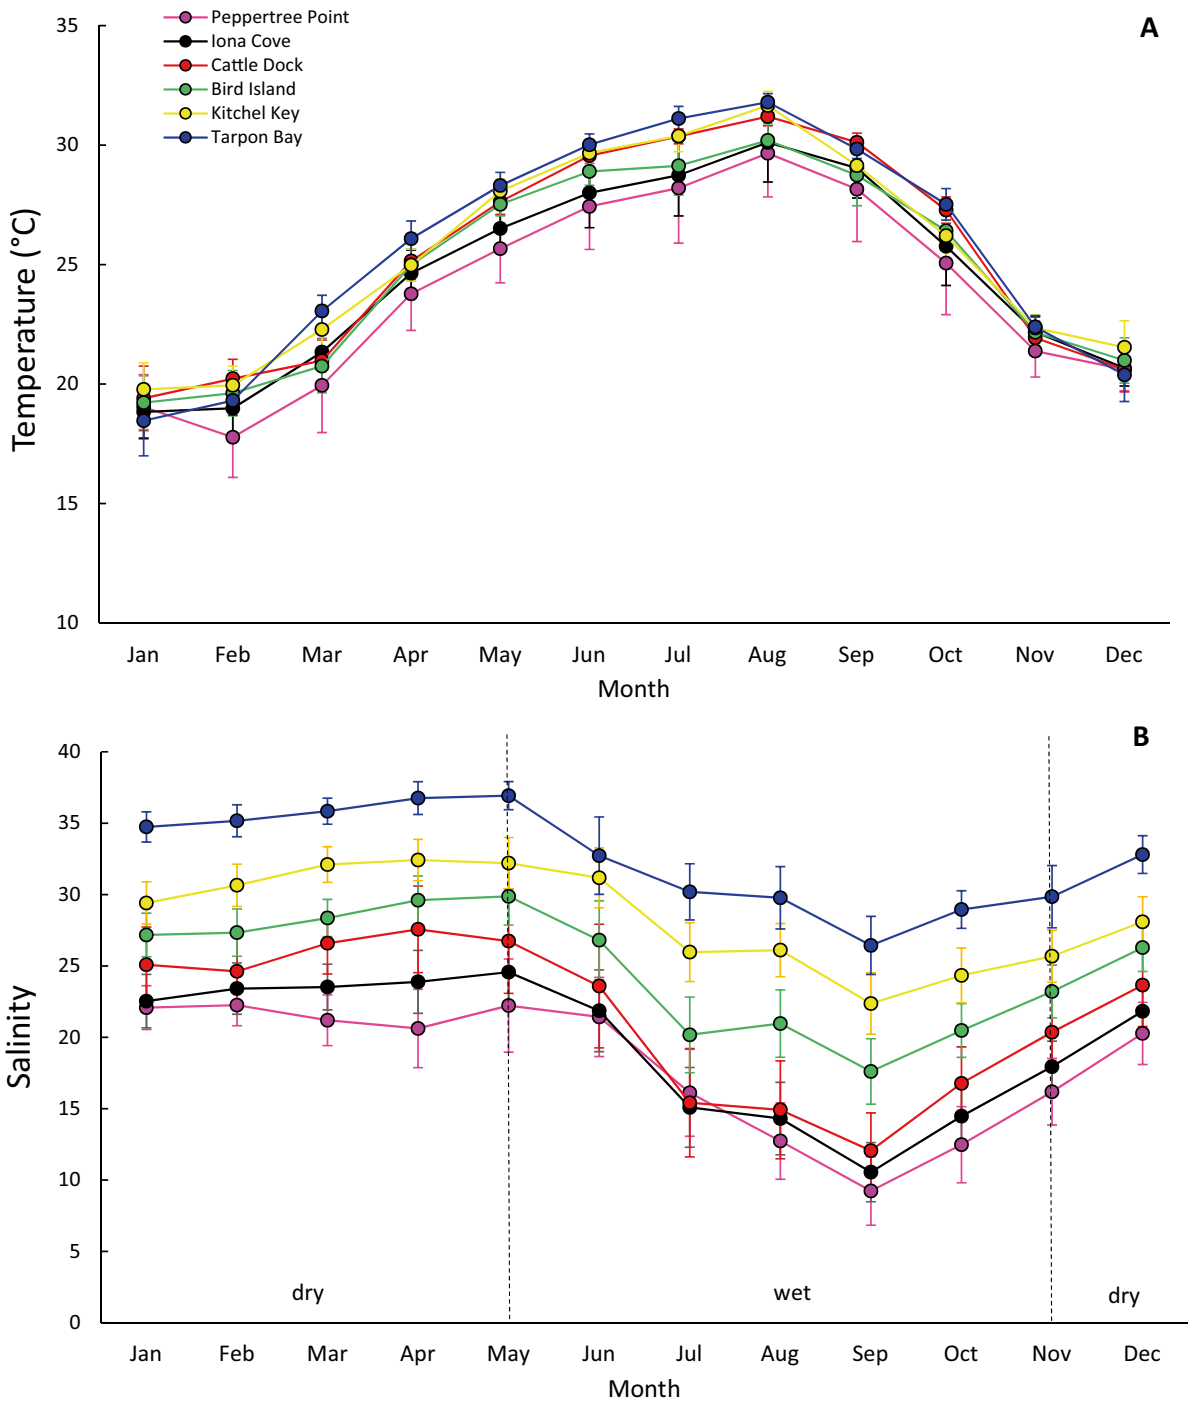 A
Peppertree Point
Iona Cove
Cattle Dock
Bird Island
Kitchel Key
Tarpon Bay
Temperature (°C)
35
30
25
20
15
10
Jan Feb Mar Apr May Jun Jul Aug Sep Oct Nov Dec
Month
B
Salinity
40
35
30
25
20
15
10
5
0
dry wet dry
Jan Feb Mar Apr May Jun Jul Aug Sep Oct Nov Dec
Month